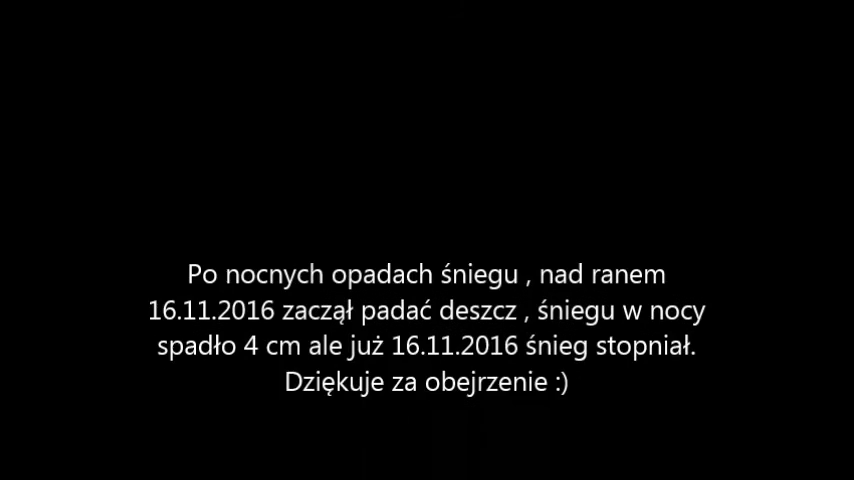 Po nocnych opadach śniegu , nad ranem
16.11.2016 zaczął padać deszcz , śniegu w nocy
spadło 4 cm ale już 16.11.2016 śnieg stopniał.
Dziękuje za obejrzenie :)